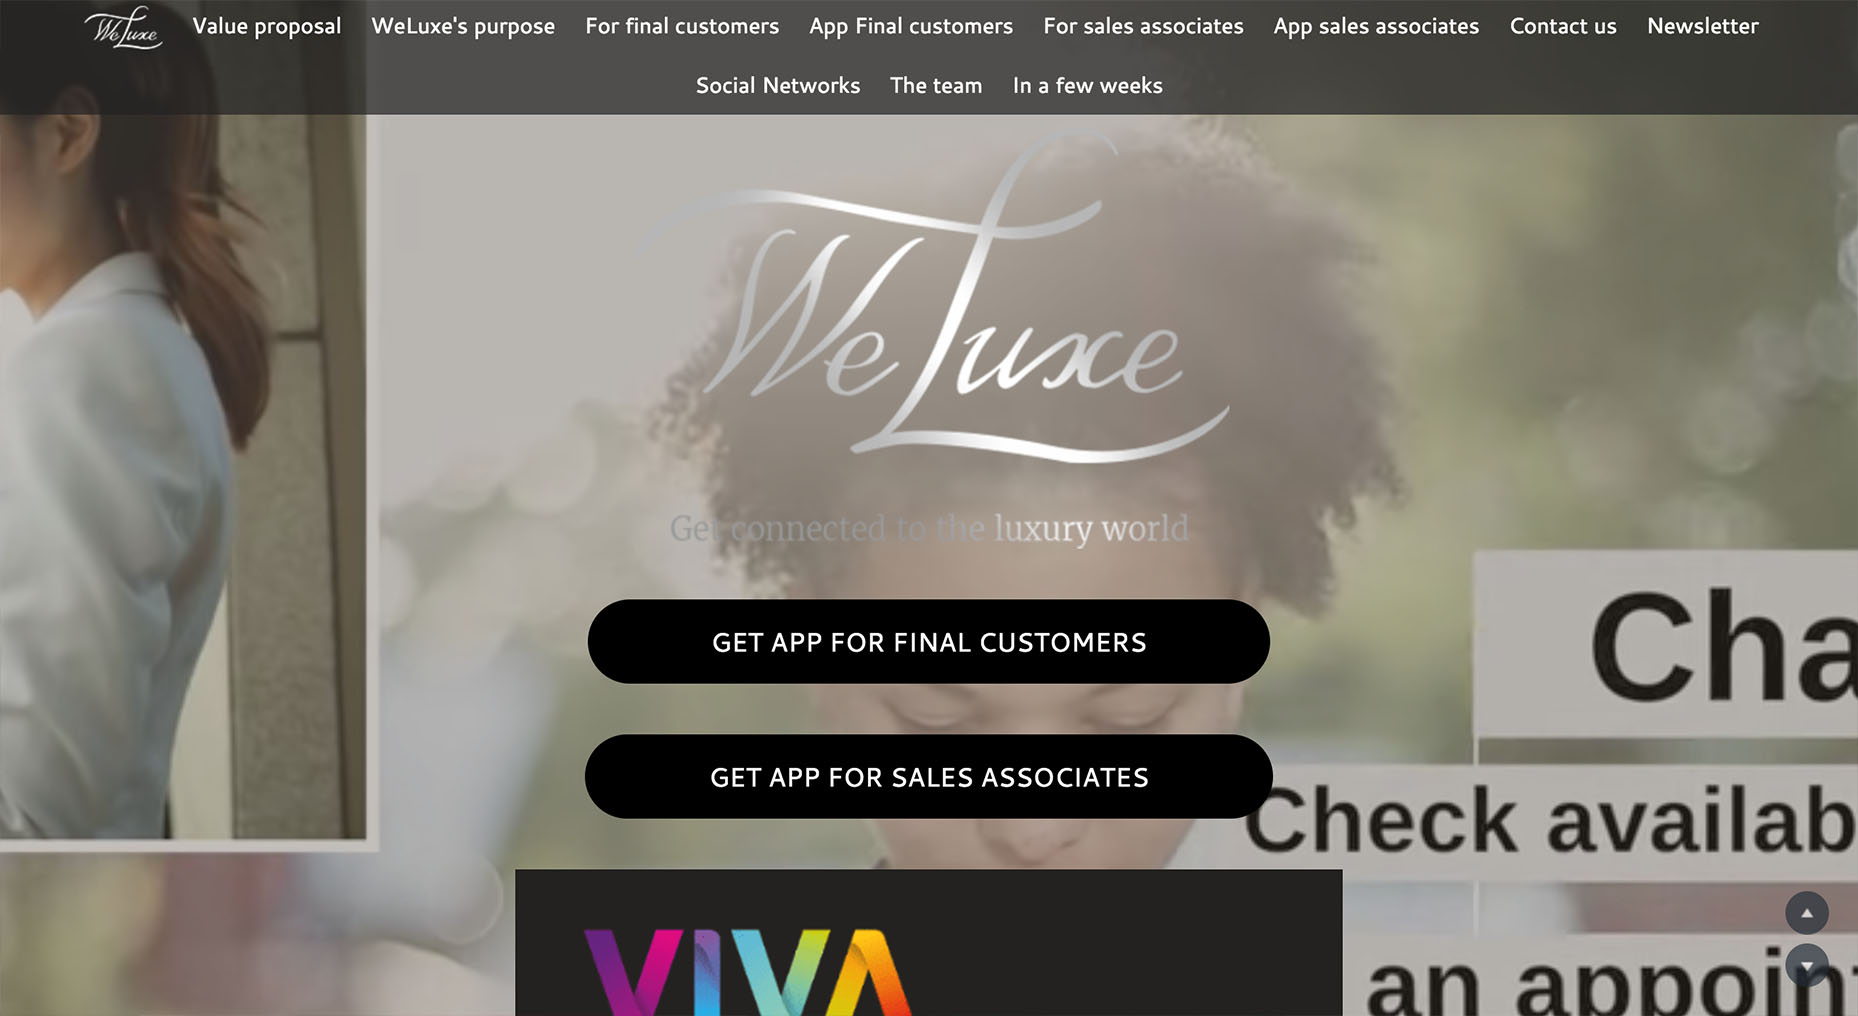 WeLuxe Value proposal WeLuxe's purpose For final customers App Final customers For sales associates App sales associates Contact us Newsletter
Social Networks The team In a few weeks
WeLuxe
Get connected to the luxury world
GET APP FOR FINAL CUSTOMERS
GET APP FOR SALES ASSOCIATES
Cha
Check availab
an appoin
VIVA